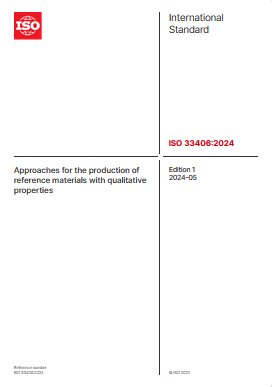 ISO
International
Standard
ISO 33406:2024
Approaches for the production of
reference materials with qualitative
properties
Edition 1
2024-05
Reference number
ISO 33406:2024
© ISO 2024